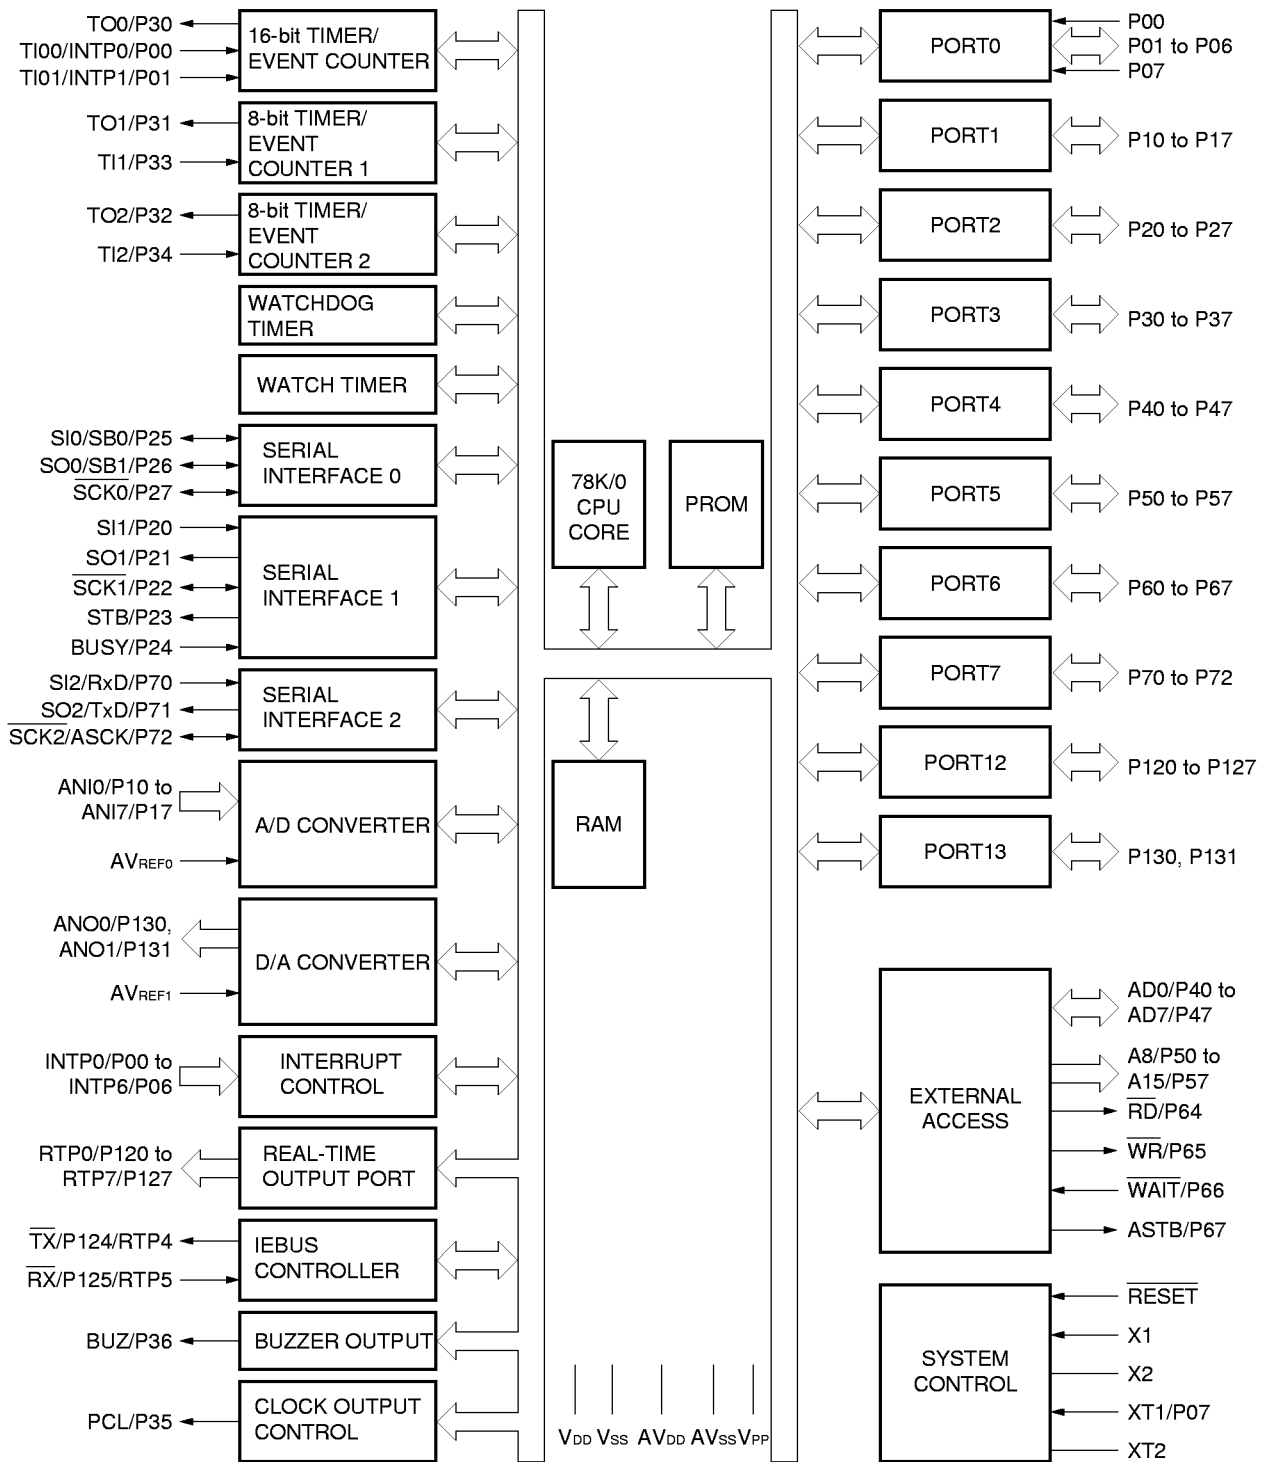 TO0/P30
TI00/INTP0/P00
TI01/INTP1/P01
16-bit TIMER/
EVENT COUNTER
TO1/P31
TI1/P33
8-bit TIMER/
EVENT
COUNTER 1
TO2/P32
TI2/P34
8-bit TIMER/
EVENT
COUNTER 2
WATCHDOG
TIMER
WATCH TIMER
SI0/SB0/P25
SO0/SB1/P26
SCK0/P27
SERIAL
INTERFACE 0
SI1/P20
SO1/P21
SCK1/P22
STB/P23
BUSY/P24
SERIAL
INTERFACE 1
SI2/RxD/P70
SO2/TxD/P71
SCK2/ASCK/P72
SERIAL
INTERFACE 2
ANI0/P10 to
ANI7/P17
AVREF0
A/D CONVERTER
ANO0/P130,
ANO1/P131
AVREF1
D/A CONVERTER
INTP0/P00 to
INTP6/P06
INTERRUPT
CONTROL
RTP0/P120 to
RTP7/P127
REAL-TIME
OUTPUT PORT
TX/P124/RTP4
RX/P125/RTP5
IEBUS
CONTROLLER
BUZ/P36
BUZZER OUTPUT
PCL/P35
CLOCK OUTPUT
CONTROL
78K/0
CPU
CORE
PROM
RAM
VDD VSS AVDD AVSS VPP
PORT0
P00
P01 to P06
P07
PORT1
P10 to P17
PORT2
P20 to P27
PORT3
P30 to P37
PORT4
P40 to P47
PORT5
P50 to P57
PORT6
P60 to P67
PORT7
P70 to P72
PORT12
P120 to P127
PORT13
P130, P131
EXTERNAL
ACCESS
AD0/P40 to
AD7/P47
A8/P50 to
A15/P57
RD/P64
WR/P65
WAIT/P66
ASTB/P67
SYSTEM
CONTROL
RESET
X1
X2
XT1/P07
XT2